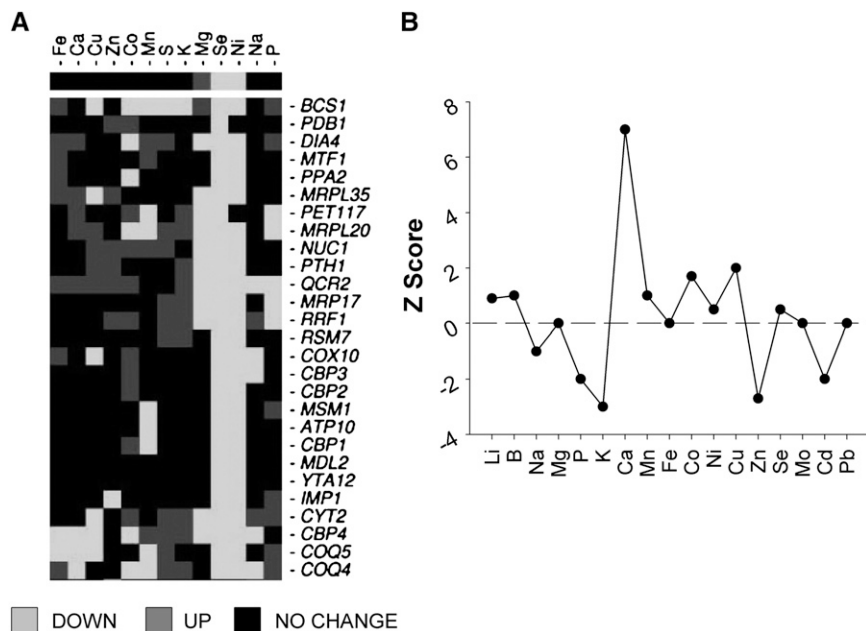 A
- Fe
- Ca
- Cu
- Zn
- Co
- Mn
- S
- K
- Mg
- Se
- Ni
- Na
- P
- BCS1
- PDB1
- DIA4
- MTF1
- PPA2
- MRPL35
- PET117
- MRPL20
- NUC1
- PTH1
- QCR2
- MRP17
- RRF1
- RSM7
- COX10
- CBP3
- CBP2
- MSM1
- ATP10
- CBP1
- MDL2
- YTA12
- IMP1
- CYT2
- CBP4
- COQ5
- COQ4
DOWN UP NO CHANGE
B
Z Score
8
6
4
2
0
-2
-4
Li
B
Na
Mg
P
K
Ca
Mn
Fe
Co
Ni
Cu
Zn
Se
Mo
Cd
Pb